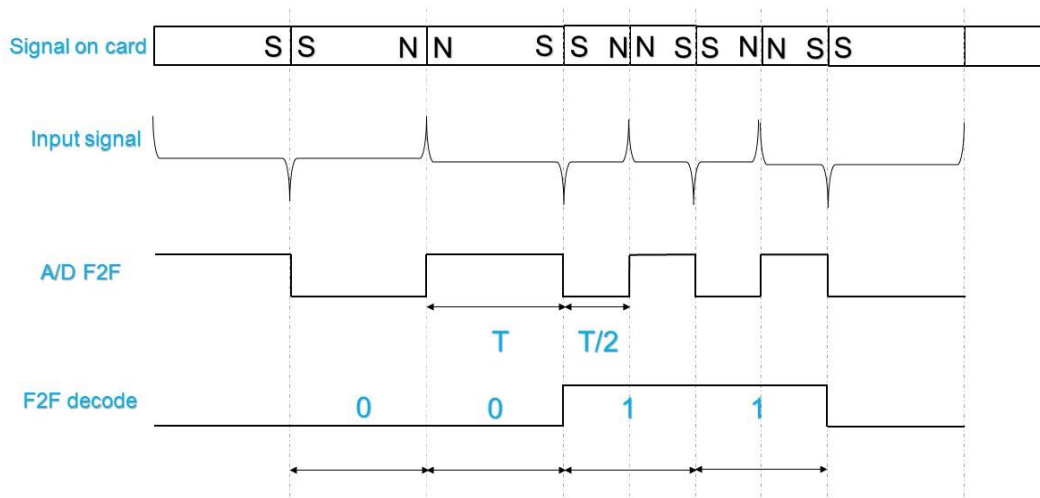 Signal on card S S N N S S N N S S N N S S
Input signal
A/D F2F
T T/2
F2F decode 0 0 1 1